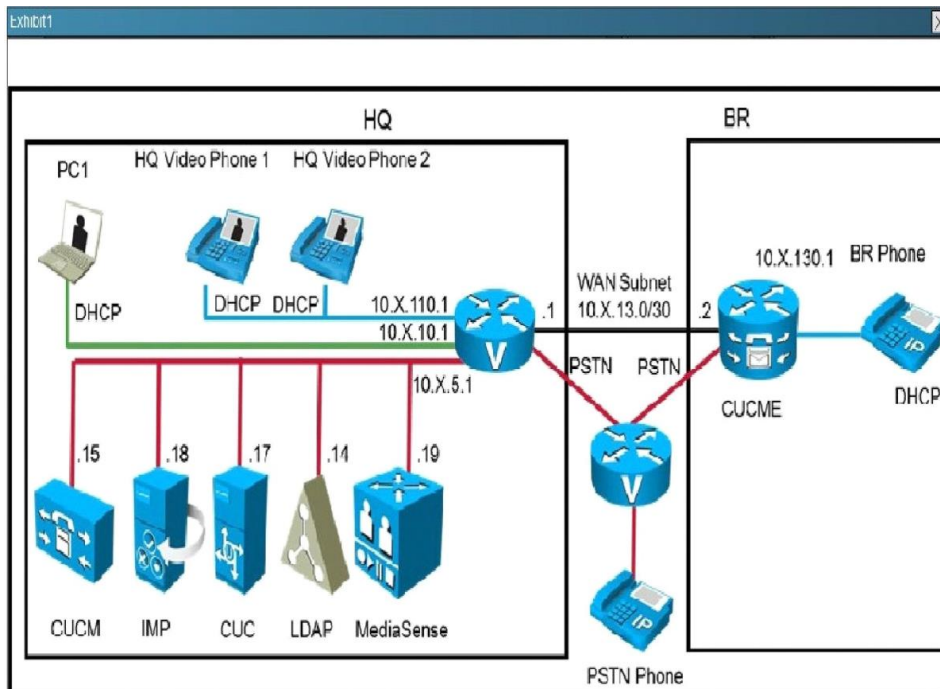 Exhibit1
X
HQ
BR
PC1
HQ Video Phone 1
HQ Video Phone 2
DHCP
DHCP
DHCP
10.X.110.1
10.X.10.1
V
.1
WAN Subnet
10.X.13.0/30
.2
10.X.130.1
BR Phone
IP
DHCP
CUCME
PSTN
PSTN
10.X.5.1
.15
.18
.17
.14
.19
V
CUCM
IMP
CUC
LDAP
MediaSense
IP
PSTN Phone